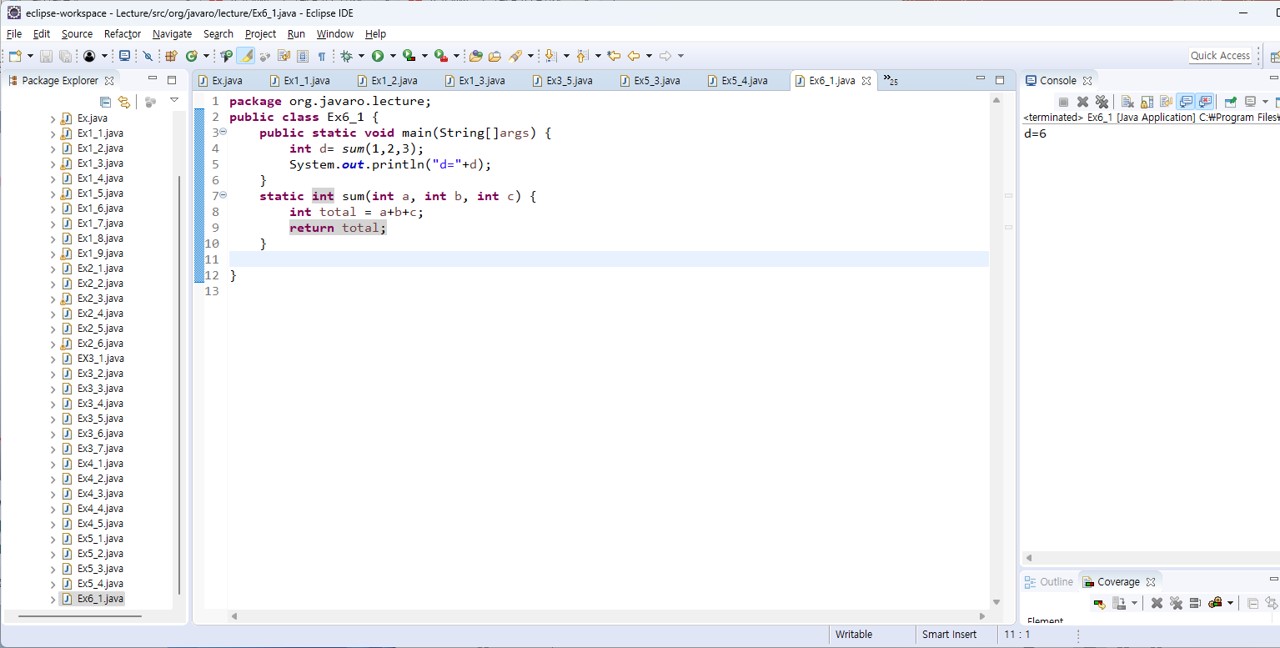 eclipse-workspace - Lecture/src/org/javaro/lecture/Ex6_1.java - Eclipse IDE
File Edit Source Refactor Navigate Search Project Run Window Help
Quick Access
Package Explorer
Ex.java
Ex1_1.java
Ex1_2.java
Ex1_3.java
Ex1_4.java
Ex1_5.java
Ex1_6.java
Ex1_7.java
Ex1_8.java
Ex1_9.java
Ex2_1.java
Ex2_2.java
Ex2_3.java
Ex2_4.java
Ex2_5.java
Ex2_6.java
EX3_1.java
Ex3_2.java
Ex3_3.java
Ex3_4.java
Ex3_5.java
Ex3_6.java
Ex3_7.java
Ex4_1.java
Ex4_2.java
Ex4_3.java
Ex4_4.java
Ex4_5.java
Ex5_1.java
Ex5_2.java
Ex5_3.java
Ex5_4.java
Ex6_1.java
Ex.java Ex1_1.java Ex1_2.java Ex1_3.java Ex3_5.java Ex5_3.java Ex5_4.java Ex6_1.java »25
1 package org.javaro.lecture;
2 public class Ex6_1 {
3     public static void main(String[]args) {
4         int d= sum(1,2,3);
5         System.out.println("d="+d);
6     }
7     static int sum(int a, int b, int c) {
8         int total = a+b+c;
9         return total;
10     }
11
12 }
13
Console
<terminated> Ex6_1 [Java Application] C:₩Program Files₩
d=6
Outline Coverage
Element
Writable Smart Insert 11 : 1